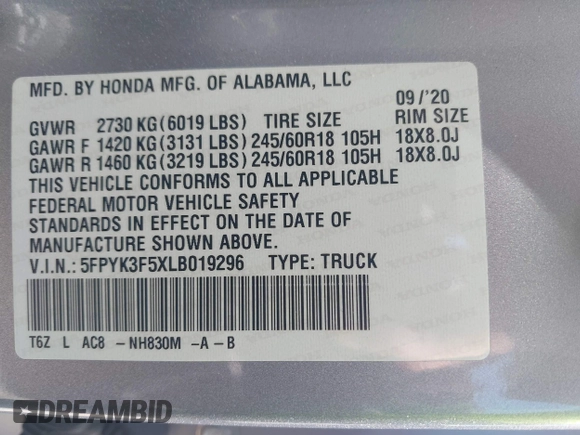 MFD. BY HONDA MFG. OF ALABAMA, LLC
09/'20
GVWR 2730 KG(6019 LBS) TIRE SIZE RIM SIZE
GAWR F 1420 KG(3131 LBS)245/60R18 105H 18X8.0J
GAWR R 1460 KG(3219 LBS)245/60R18 105H 18X8.0J
THIS VEHICLE CONFORMS TO ALL APPLICABLE
FEDERAL MOTOR VEHICLE SAFETY
STANDARDS IN EFFECT ON THE DATE OF
MANUFACTURE SHOWN ABOVE.
V.I.N.: 5FPYK3F5XLB019296 TYPE: TRUCK
T6Z L AC8 - NH830M -A - B
DREAMBID